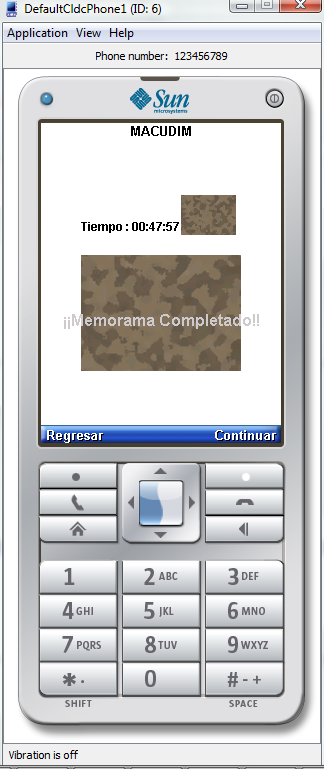 DefaultCldcPhone1 (ID: 6)
Application View Help
Phone number: 123456789
Sun
microsystems
MACUDIM
Tiempo : 00:47:57
¡¡Memorama Completado!!
Regresar Continuar
1 2 ABC 3 DEF
4 GHI 5 JKL 6 MNO
7 PQRS 8 TUV 9 WXYZ
* . 0 # - +
SHIFT SPACE
Vibration is off